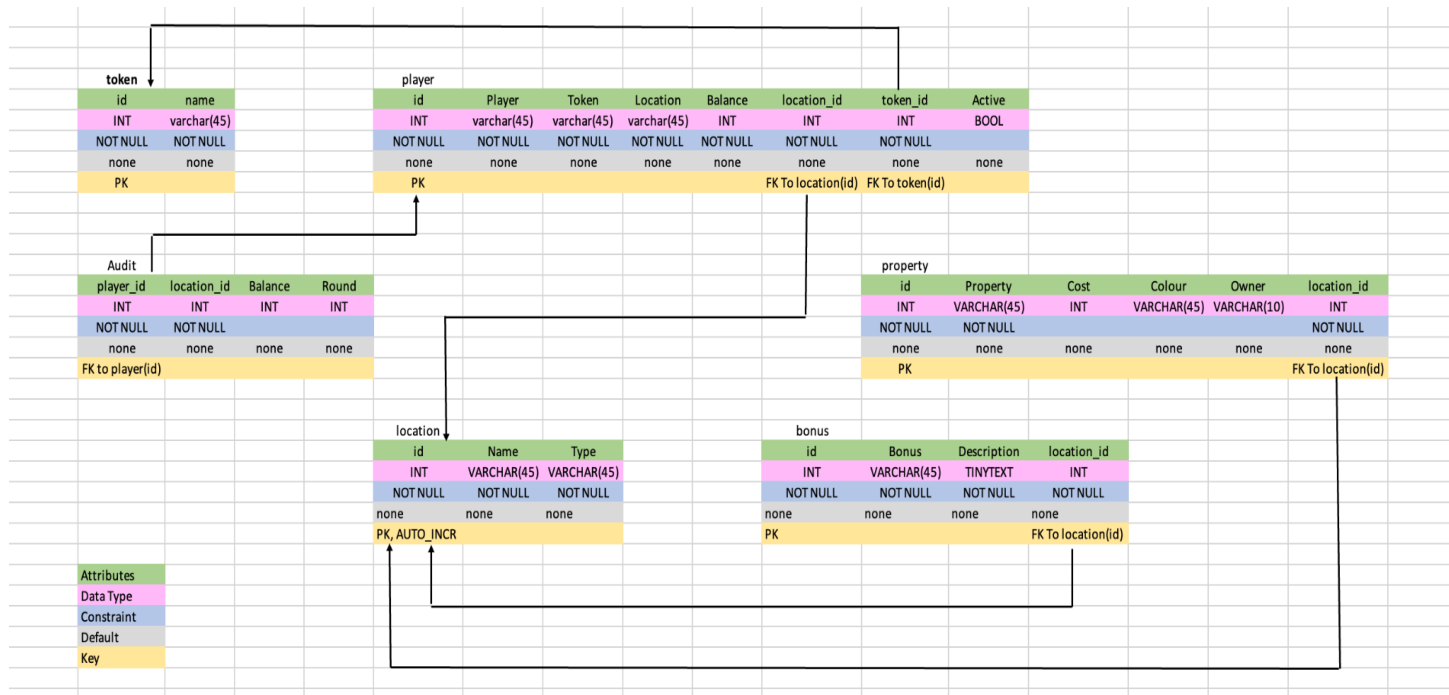 token
id name
INT varchar(45)
NOT NULL NOT NULL
none none
PK
player
id Player Token Location Balance location_id token_id Active
INT varchar(45) varchar(45) varchar(45) INT INT INT BOOL
NOT NULL NOT NULL NOT NULL NOT NULL NOT NULL NOT NULL NOT NULL
none none none none none none none none
PK FK To location(id) FK To token(id)
Audit
player_id location_id Balance Round
INT INT INT INT
NOT NULL NOT NULL
none none none none
FK to player(id)
property
id Property Cost Colour Owner location_id
INT VARCHAR(45) INT VARCHAR(45) VARCHAR(10) INT
NOT NULL NOT NULL NOT NULL
none none none none none none
PK FK To location(id)
location
id Name Type
INT VARCHAR(45) VARCHAR(45)
NOT NULL NOT NULL NOT NULL
none none none
PK, AUTO_INCR
bonus
id Bonus Description location_id
INT VARCHAR(45) TINYTEXT INT
NOT NULL NOT NULL NOT NULL NOT NULL
none none none none
PK FK To location(id)
Attributes
Data Type
Constraint
Default
Key